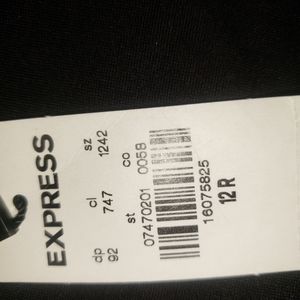 EXPRESS
dp cl sz
92 747 1242
st co
07470201 0058
16075825
12 R